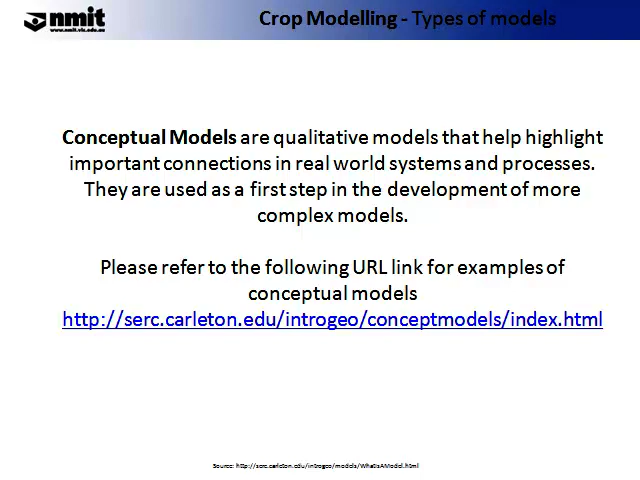 nmit
www.nmit.vic.edu.au
Crop Modelling - Types of models
Conceptual Models are qualitative models that help highlight
important connections in real world systems and processes.
They are used as a first step in the development of more
complex models.
Please refer to the following URL link for examples of
conceptual models
http://serc.carleton.edu/introgeo/conceptmodels/index.html
Source: http://serc.carleton.edu/introgeo/models/WhatIsAModel.html